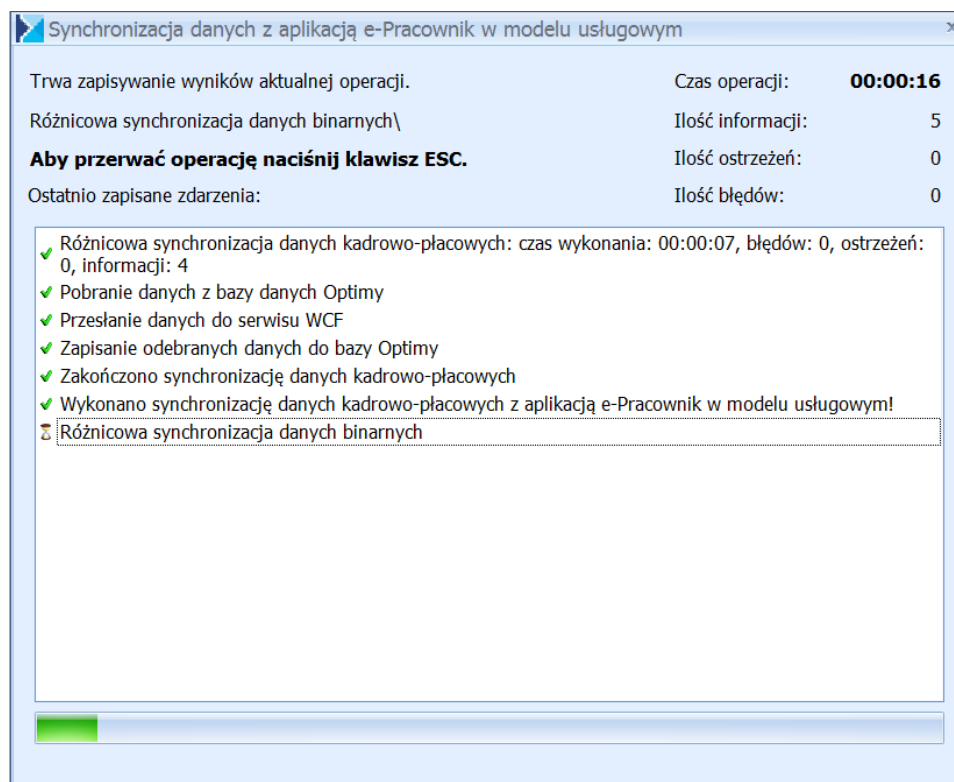 Synchronizacja danych z aplikacją e-Pracownik w modelu usługowym
Trwa zapisywanie wyników aktualnej operacji.
Czas operacji: 00:00:16
Różnicowa synchronizacja danych binarnych\
Ilość informacji: 5
Aby przerwać operację naciśnij klawisz ESC.
Ilość ostrzeżeń: 0
Ostatnio zapisane zdarzenia:
Ilość błędów: 0
Różnicowa synchronizacja danych kadrowo-płacowych: czas wykonania: 00:00:07, błędów: 0, ostrzeżeń:
0, informacji: 4
Pobranie danych z bazy danych Optimy
Przesłanie danych do serwisu WCF
Zapisanie odebranych danych do bazy Optimy
Zakończono synchronizację danych kadrowo-płacowych
Wykonano synchronizację danych kadrowo-płacowych z aplikacją e-Pracownik w modelu usługowym!
Różnicowa synchronizacja danych binarnych